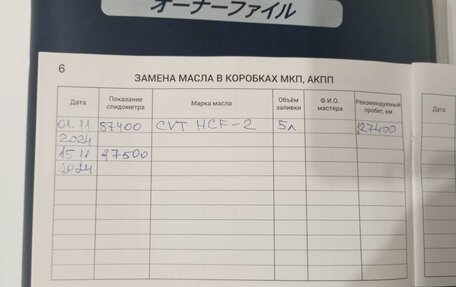 オーナーファイル
6
ЗАМЕНА МАСЛА В КОРОБКАХ МКП, АКПП
Дата Показание спидометра Марка масла Объём заливки Ф.И.О. мастера Рекомендуемый пробег, км Дата
01.11 2024 87400 CVT HCF-2 5л 127400
15.11 2024 97500